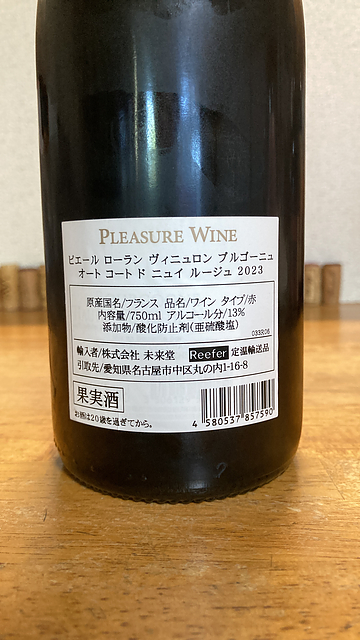 PLEASURE WINE
ピエール ローラン ヴィニュロン ブルゴーニュ
オート コート ド ニュイ ルージュ 2023
原産国名/フランス 品名/ワイン タイプ/赤
内容量/750ml アルコール分/13%
添加物/酸化防止剤(亜硫酸塩)
033R06
輸入者/株式会社 未来堂 Reefer 定温輸送品
引取先/愛知県名古屋市中区丸の内1-16-8
果実酒
お酒は20歳を過ぎてから。
4 580537 857590